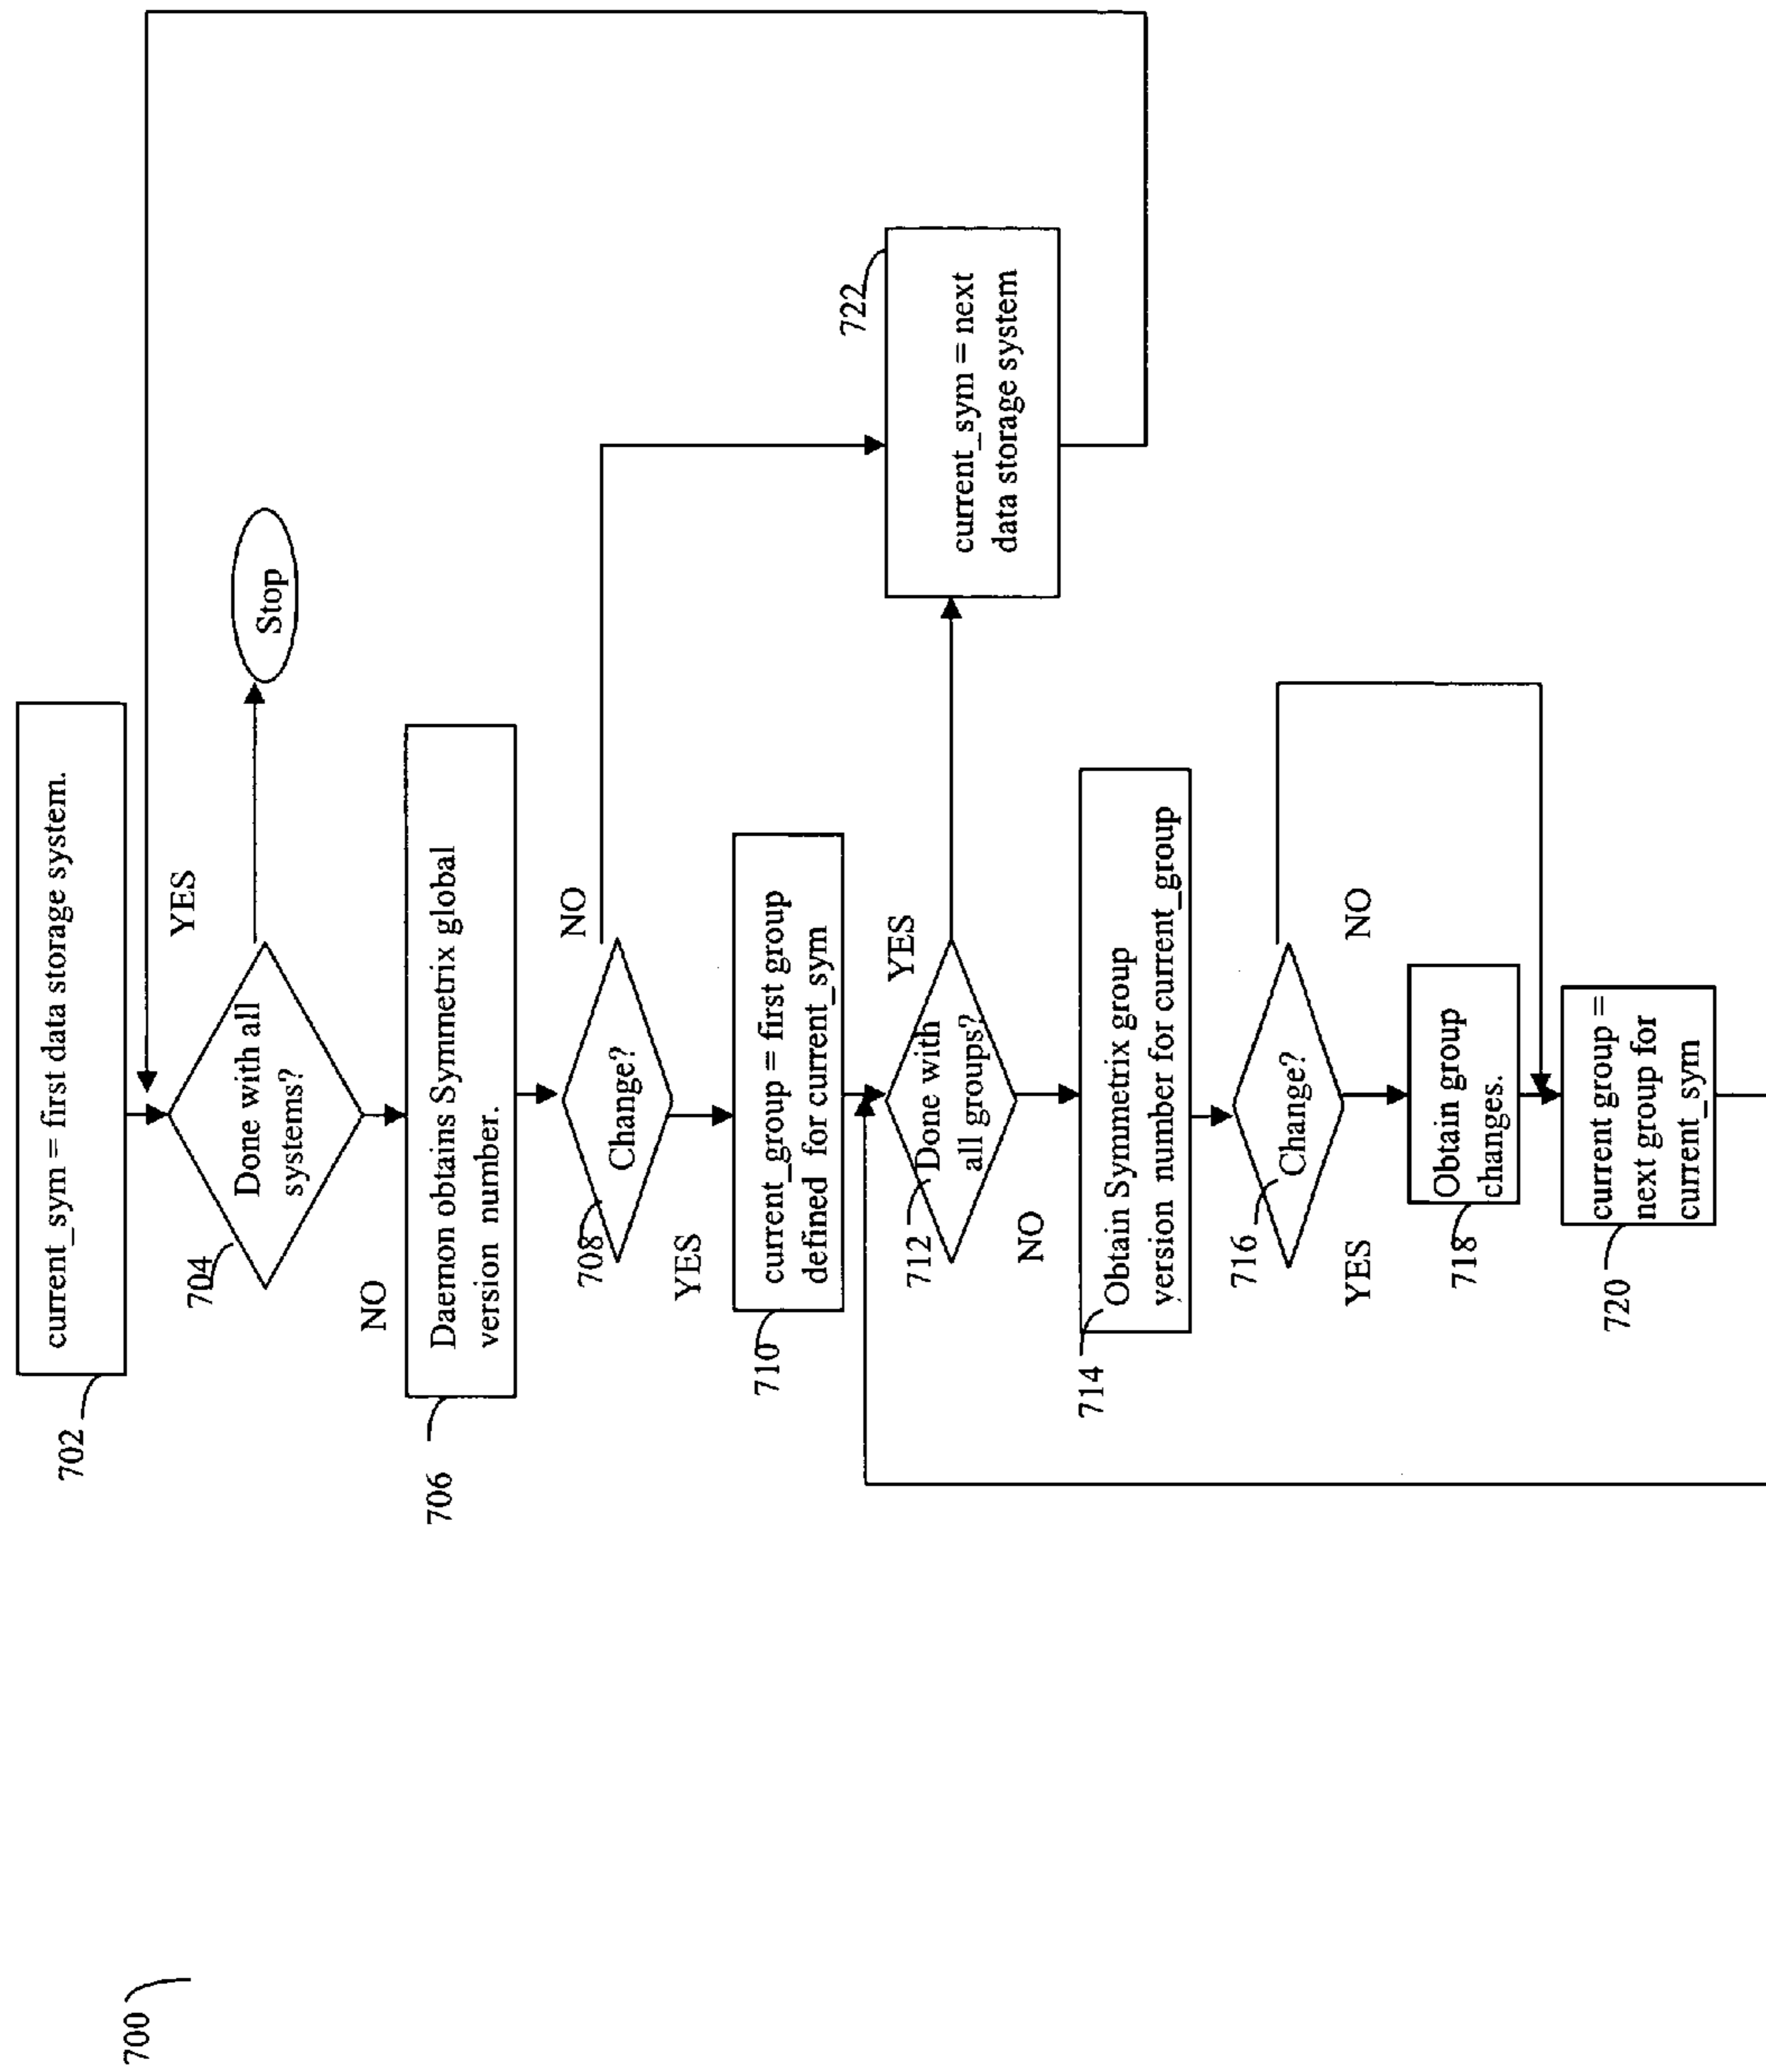 700
702
current_sym = first data storage system.
704
Done with all
systems?
YES
Stop
NO
706
Daemon obtains Symmetrix global
version number.
708
Change?
NO
YES
710
current_group = first group
defined for current_sym
712
Done with
all groups?
YES
722
current_sym = next
data storage system
NO
714
Obtain Symmetrix group
version number for current_group
716
Change?
NO
YES
718
Obtain group
changes.
720
current group =
next group for
current_sym